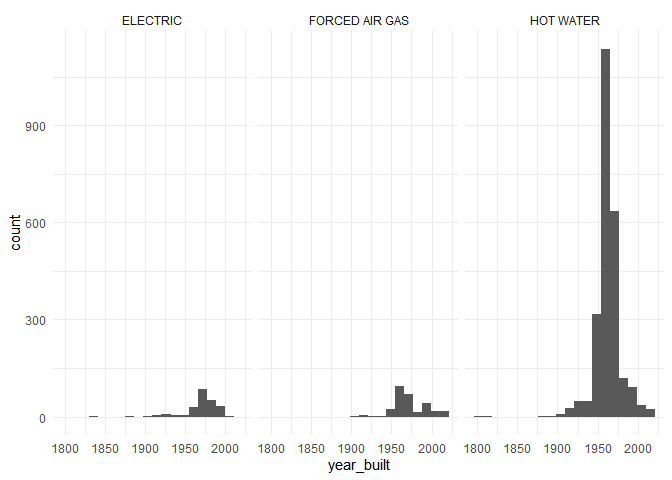 ELECTRIC FORCED AIR GAS HOT WATER
900
600
300
0
count
1800 1850 1900 1950 2000 1800 1850 1900 1950 2000 1800 1850 1900 1950 2000
year_built